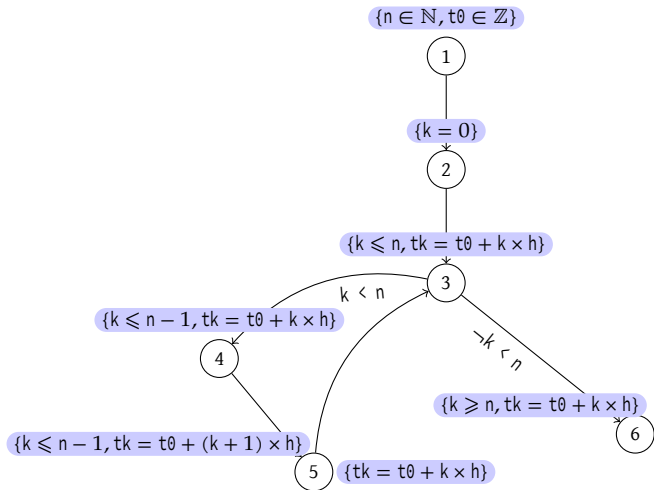 {n ∈ ℕ, t0 ∈ ℤ}
1
{k = 0}
2
{k ⩽ n, tk = t0 + k × h}
3
k < n
{k ⩽ n − 1, tk = t0 + k × h}
4
¬k < n
{k ⩾ n, tk = t0 + k × h}
6
{k ⩽ n − 1, tk = t0 + (k + 1) × h}
5
{tk = t0 + k × h}